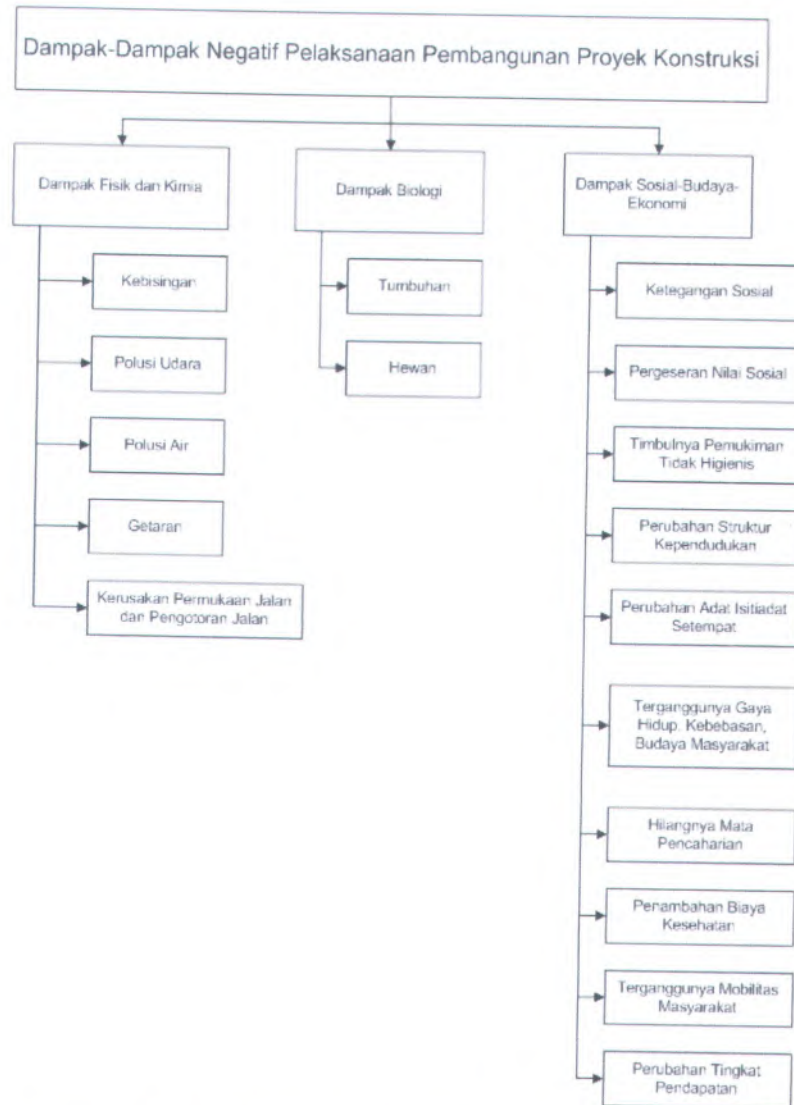 Dampak-Dampak Negatif Pelaksanaan Pembangunan Proyek Konstruksi
Dampak Fisik dan Kimia
Kebisingan
Polusi Udara
Polusi Air
Getaran
Kerusakan Permukaan Jalan
dan Pengotoran Jalan
Dampak Biologi
Tumbuhan
Hewan
Dampak Sosial-Budaya-
Ekonomi
Ketegangan Sosial
Pergeseran Nilai Sosial
Timbulnya Pemukiman
Tidak Higienis
Perubahan Struktur
Kependudukan
Perubahan Adat Isitiadat
Setempat
Terganggunya Gaya
Hidup, Kebebasan,
Budaya Masyarakat
Hilangnya Mata
Pencaharian
Penambahan Biaya
Kesehatan
Terganggunya Mobilitas
Masyarakat
Perubahan Tingkat
Pendapatan